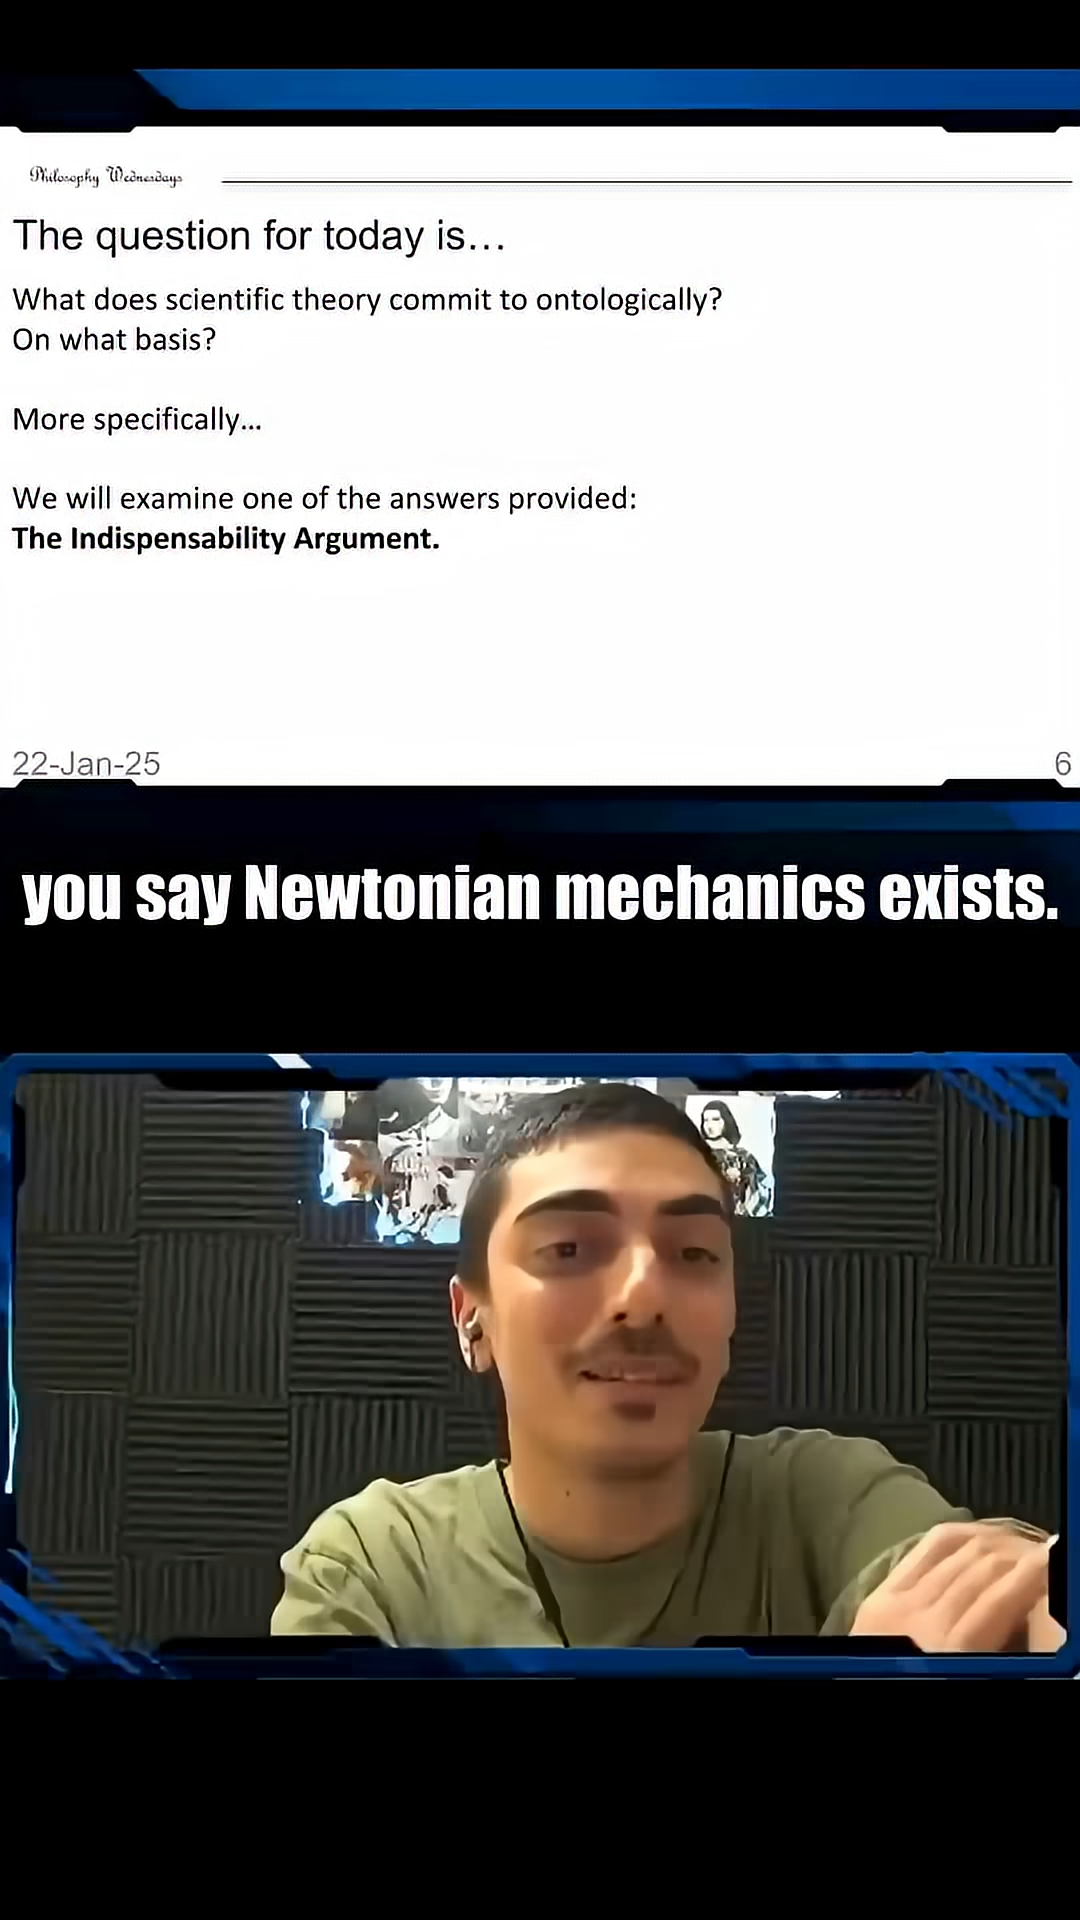 Philosophy Wednesdays
The question for today is...
What does scientific theory commit to ontologically?
On what basis?
More specifically...
We will examine one of the answers provided:
The Indispensability Argument.
22-Jan-25
6
you say Newtonian mechanics exists.